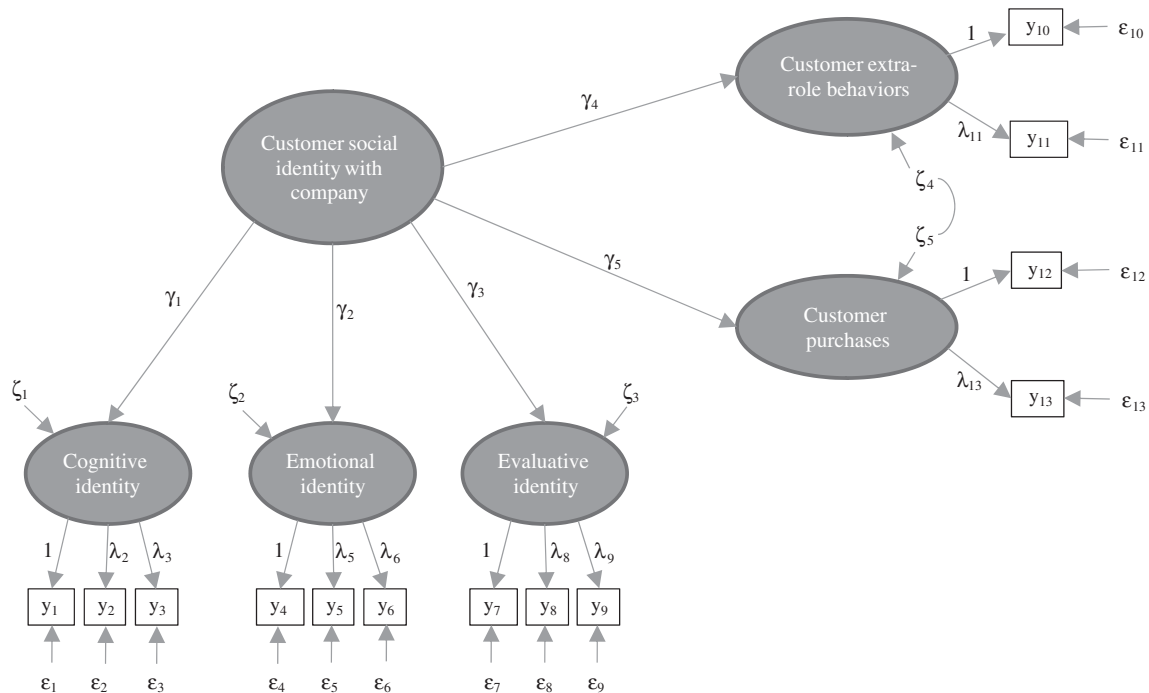 Customer social
identity with
company
Customer extra-
role behaviors
Customer
purchases
Cognitive
identity
Emotional
identity
Evaluative
identity
γ₁
γ₂
γ₃
γ₄
γ₅
ζ₁
ζ₂
ζ₃
ζ₄
ζ₅
1
λ₂
λ₃
1
λ₅
λ₆
1
λ₈
λ₉
1
λ₁₁
1
λ₁₃
y₁
y₂
y₃
y₄
y₅
y₆
y₇
y₈
y₉
y₁₀
y₁₁
y₁₂
y₁₃
ε₁
ε₂
ε₃
ε₄
ε₅
ε₆
ε₇
ε₈
ε₉
ε₁₀
ε₁₁
ε₁₂
ε₁₃